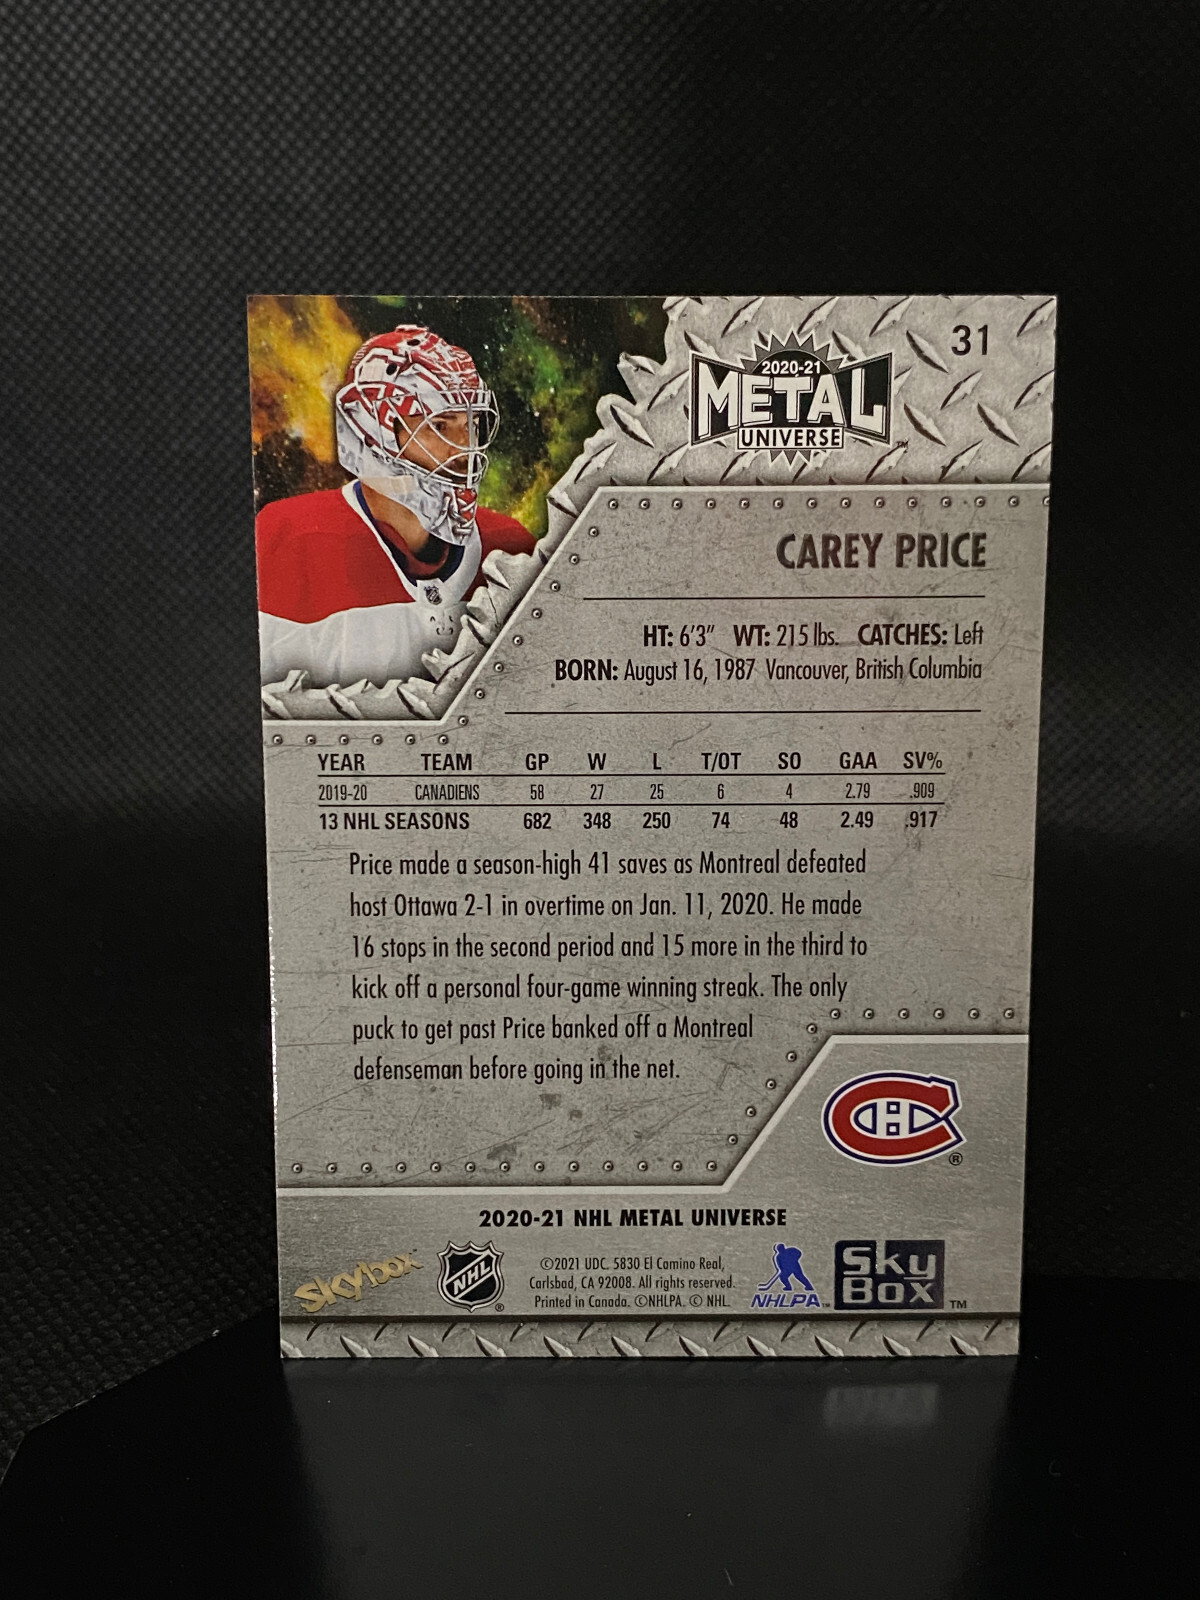 31
2020-21
METAL
UNIVERSE
TM
CAREY PRICE
HT: 6'3" WT: 215 lbs. CATCHES: Left
BORN: August 16, 1987 Vancouver, British Columbia
YEAR TEAM GP W L T/OT SO GAA SV%
2019-20 CANADIENS 58 27 25 6 4 2.79 .909
13 NHL SEASONS 682 348 250 74 48 2.49 .917
Price made a season-high 41 saves as Montreal defeated
host Ottawa 2-1 in overtime on Jan. 11, 2020. He made
16 stops in the second period and 15 more in the third to
kick off a personal four-game winning streak. The only
puck to get past Price banked off a Montreal
defenseman before going in the net.
CH
®
2020-21 NHL METAL UNIVERSE
skybox
NHL
®
©2021 UDC. 5830 El Camino Real,
Carlsbad, CA 92008. All rights reserved.
Printed in Canada. ©NHLPA. © NHL.
NHLPA TM
Sky
Box TM